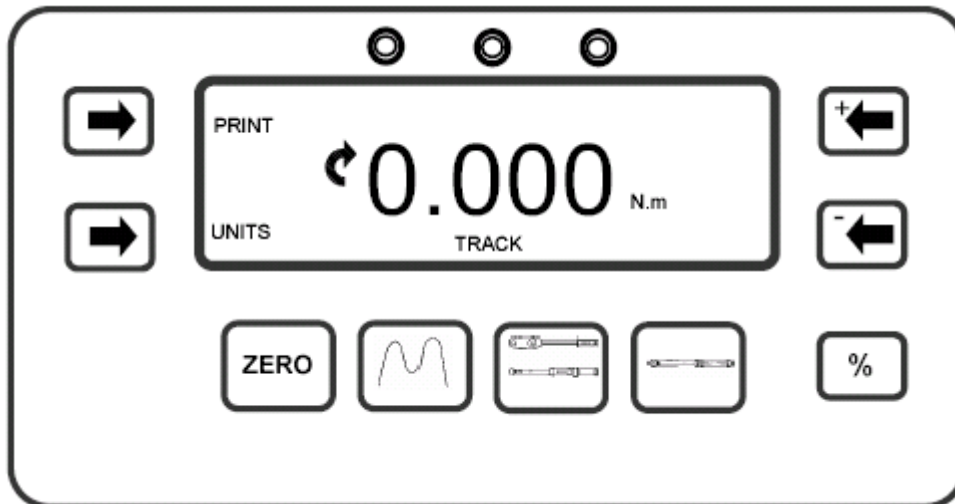 PRINT
0.000 N.m
UNITS
TRACK
+
-
ZERO
%